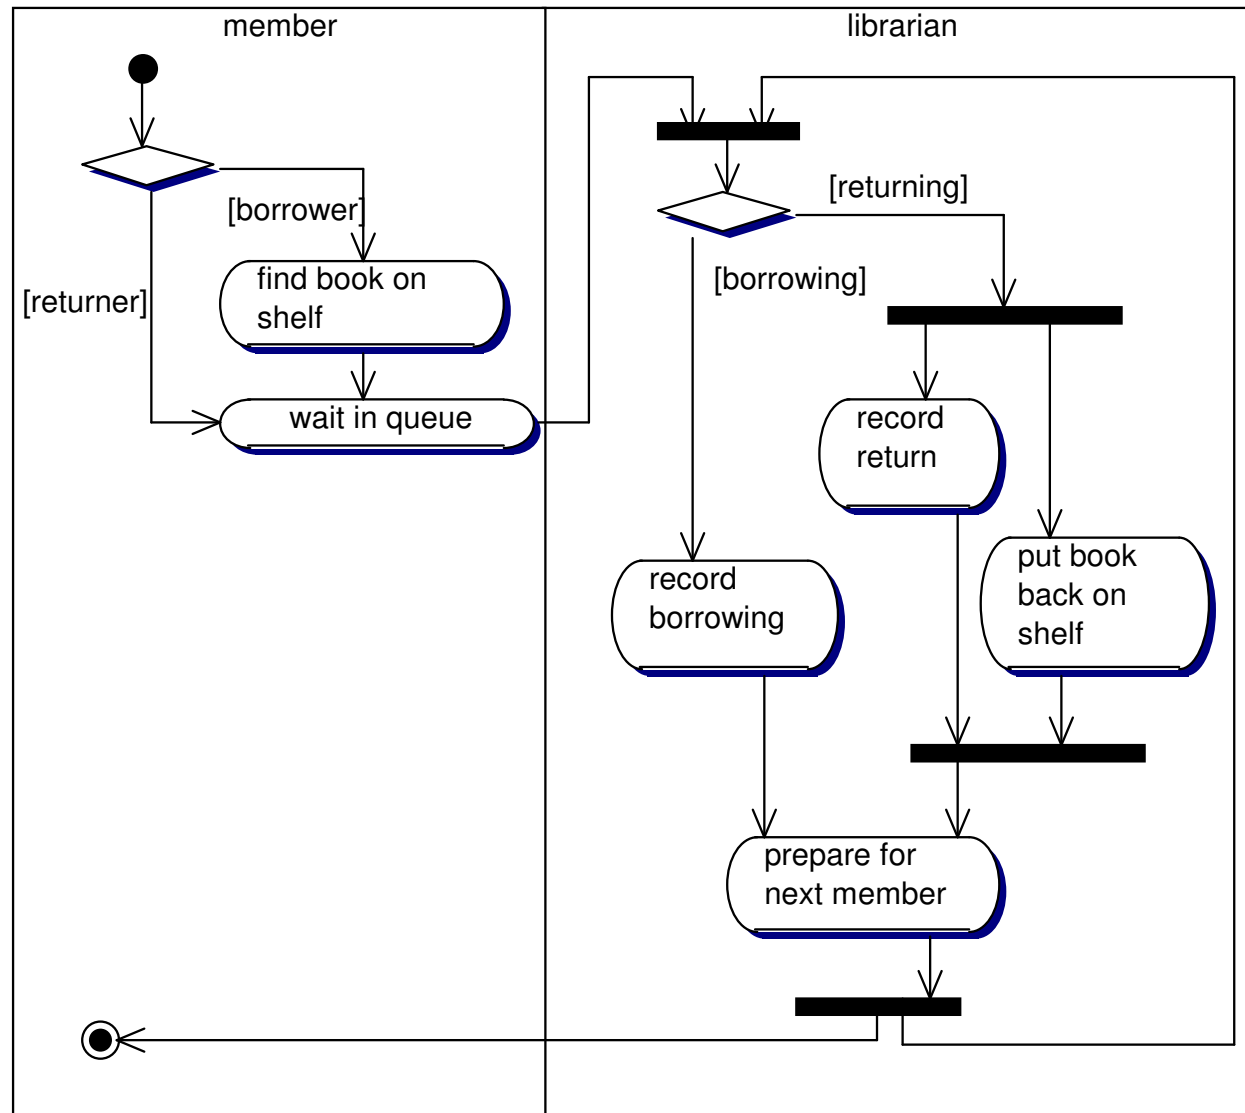 member
librarian
[returning]
[borrower]
[borrowing]
find book on
shelf
[returner]
wait in queue
record
return
put book
back on
shelf
record
borrowing
prepare for
next member